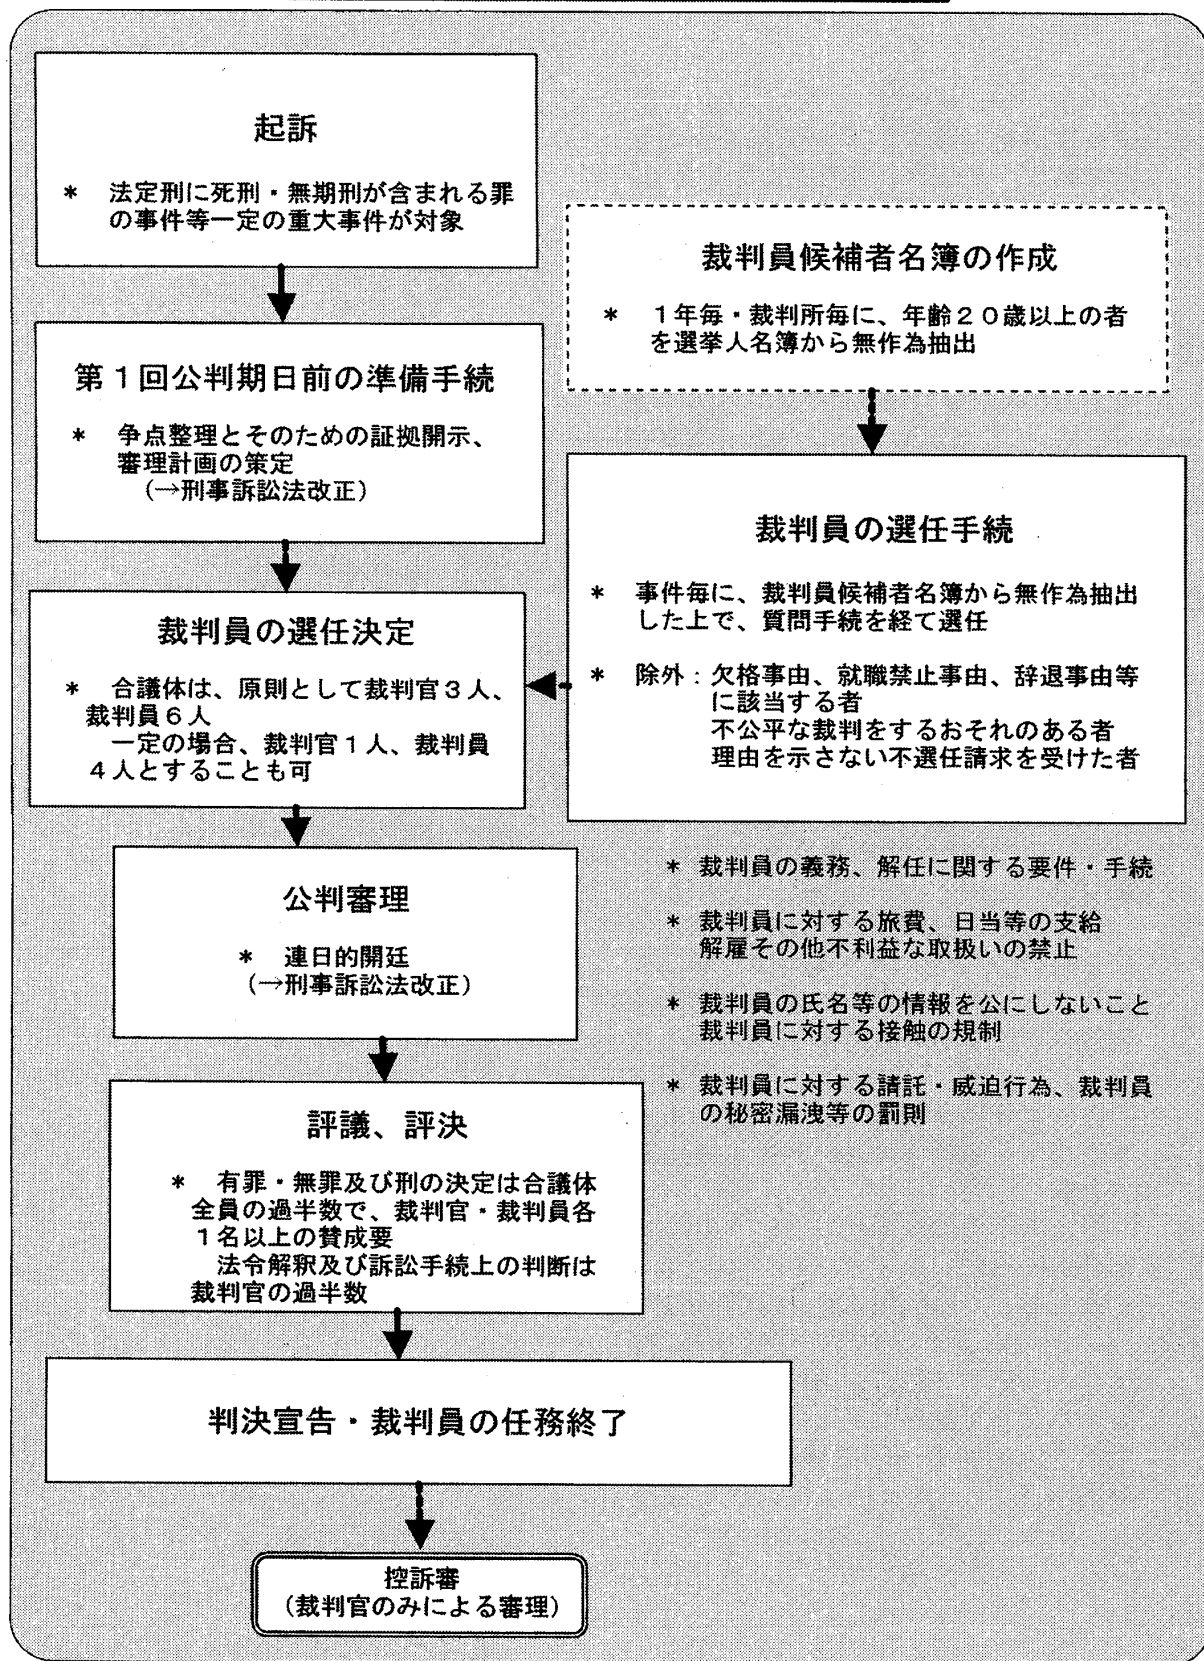 起訴
* 法定刑に死刑・無期刑が含まれる罪
の事件等一定の重大事件が対象
裁判員候補者名簿の作成
* 1年毎・裁判所毎に、年齢20歳以上の者
を選挙人名簿から無作為抽出
第1回公判期日前の準備手続
* 争点整理とそのための証拠開示、
審理計画の策定
(→刑事訴訟法改正)
裁判員の選任手続
* 事件毎に、裁判員候補者名簿から無作為抽出
した上で、質問手続を経て選任
* 除外:欠格事由、就職禁止事由、辞退事由等
に該当する者
不公平な裁判をするおそれのある者
理由を示さない不選任請求を受けた者
裁判員の選任決定
* 合議体は、原則として裁判官3人、
裁判員6人
一定の場合、裁判官1人、裁判員
4人とすることも可
公判審理
* 連日的開廷
(→刑事訴訟法改正)
* 裁判員の義務、解任に関する要件・手続
* 裁判員に対する旅費、日当等の支給
解雇その他不利益な取扱いの禁止
* 裁判員の氏名等の情報を公にしないこと
裁判員に対する接触の規制
* 裁判員に対する請託・威迫行為、裁判員
の秘密漏洩等の罰則
評議、評決
* 有罪・無罪及び刑の決定は合議体
全員の過半数で、裁判官・裁判員各
1名以上の賛成要
法令解釈及び訴訟手続上の判断は
裁判官の過半数
判決宣告・裁判員の任務終了
控訴審
(裁判官のみによる審理)